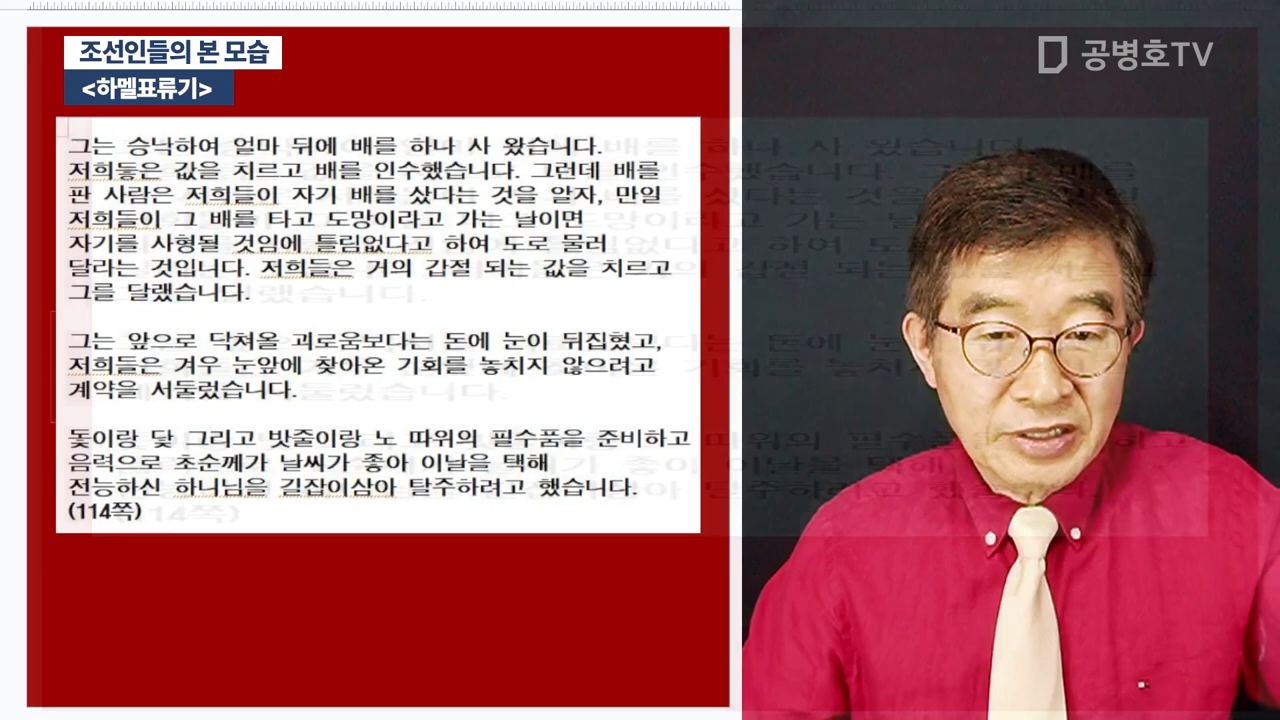 조선인들의 본 모습
<하멜표류기>
공병호TV
그는 승낙하여 얼마 뒤에 배를 하나 사 왔습니다.
저희둏은 값을 치르고 배를 인수했습니다. 그런데 배를
판 사람은 저희들이 자기 배를 샀다는 것을 알자, 만일
저희들이 그 배를 타고 도망이라고 가는 날이면
자기를 사형될 것임에 틀림없다고 하여 도로 물러
달라는 것입니다. 저희들은 거의 갑절 되는 값을 치르고
그를 달랬습니다.
그는 앞으로 닥쳐올 괴로움보다는 돈에 눈이 뒤집혔고,
저희들은 겨우 눈앞에 찾아온 기회를 놓치지 않으려고
계약을 서둘렀습니다.
돛이랑 닻 그리고 밧줄이랑 노 따위의 필수품을 준비하고
음력으로 초순께가 날씨가 좋아 이날을 택해
전능하신 하니님을 길잡이삼아 탈주하려고 했습니다.
(114쪽)